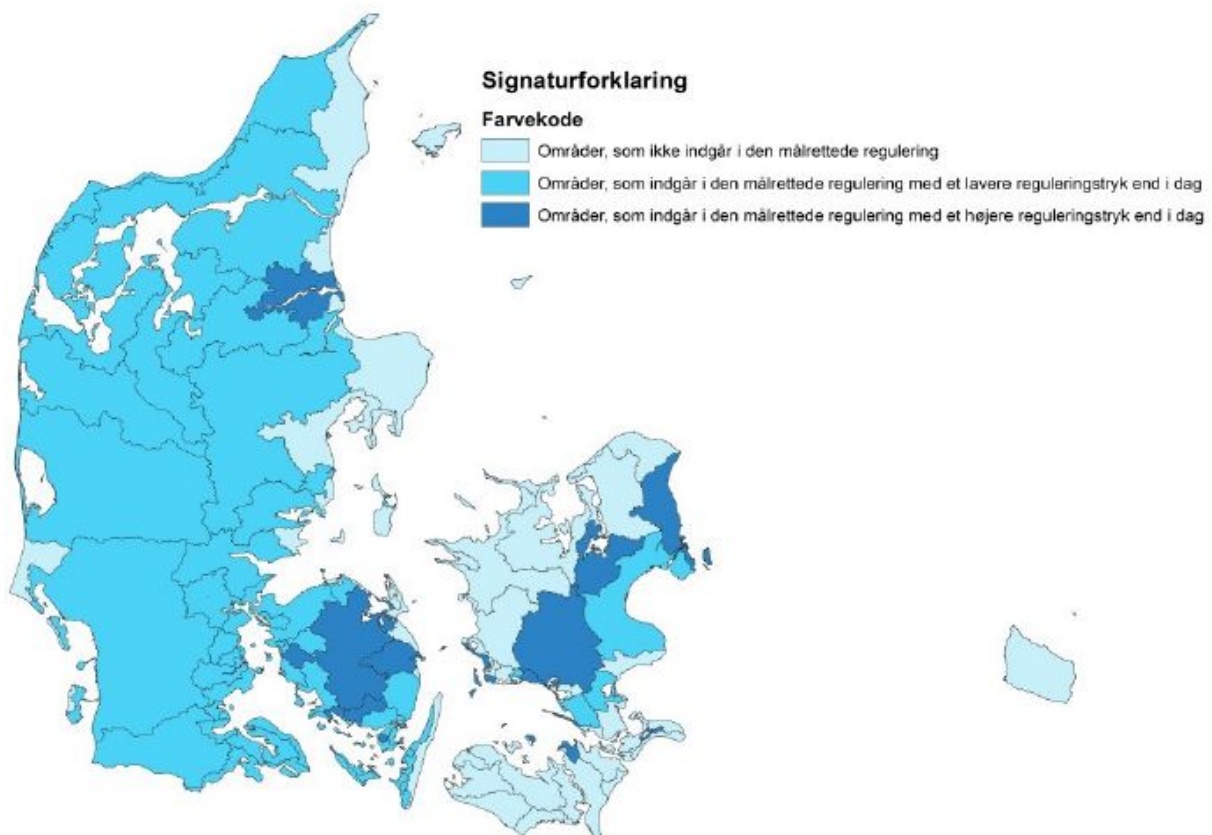 Signaturforklaring
Farvekode
Områder, som ikke indgår i den målrettede regulering
Områder, som indgår i den målrettede regulering med et lavere reguleringstryk end i dag
Områder, som indgår i den målrettede regulering med et højere reguleringstryk end i dag